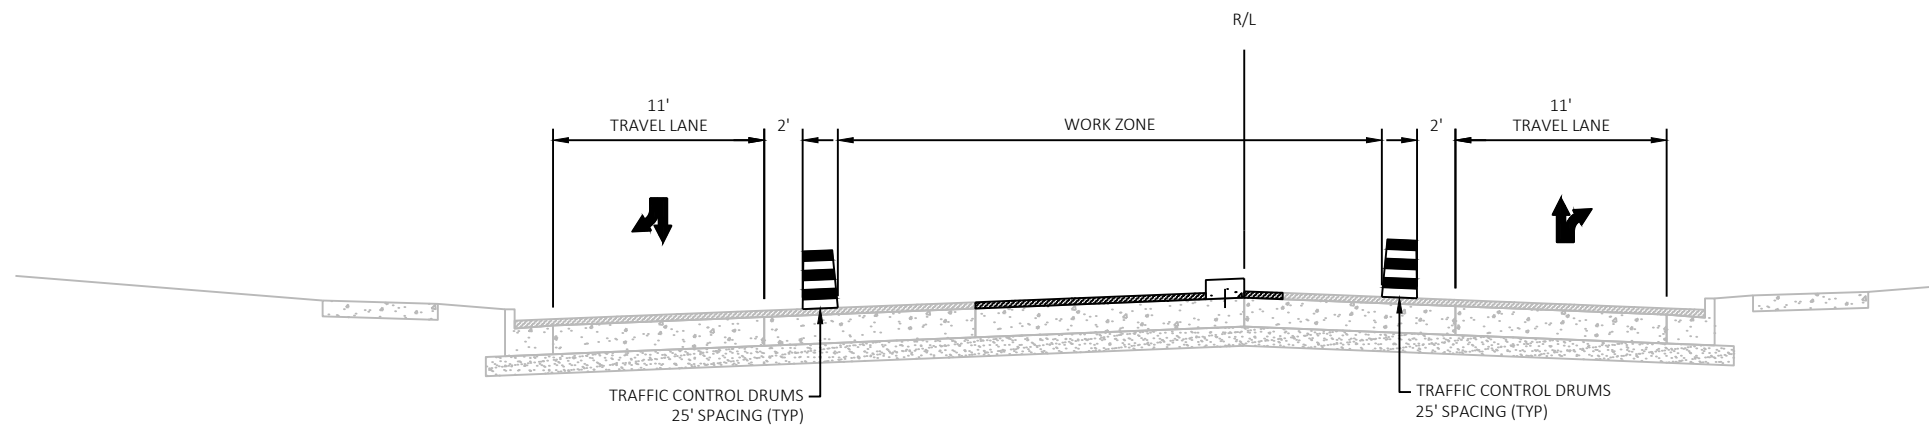 R/L
11'
TRAVEL LANE
2'
WORK ZONE
2'
11'
TRAVEL LANE
TRAFFIC CONTROL DRUMS
25' SPACING (TYP)
TRAFFIC CONTROL DRUMS
25' SPACING (TYP)